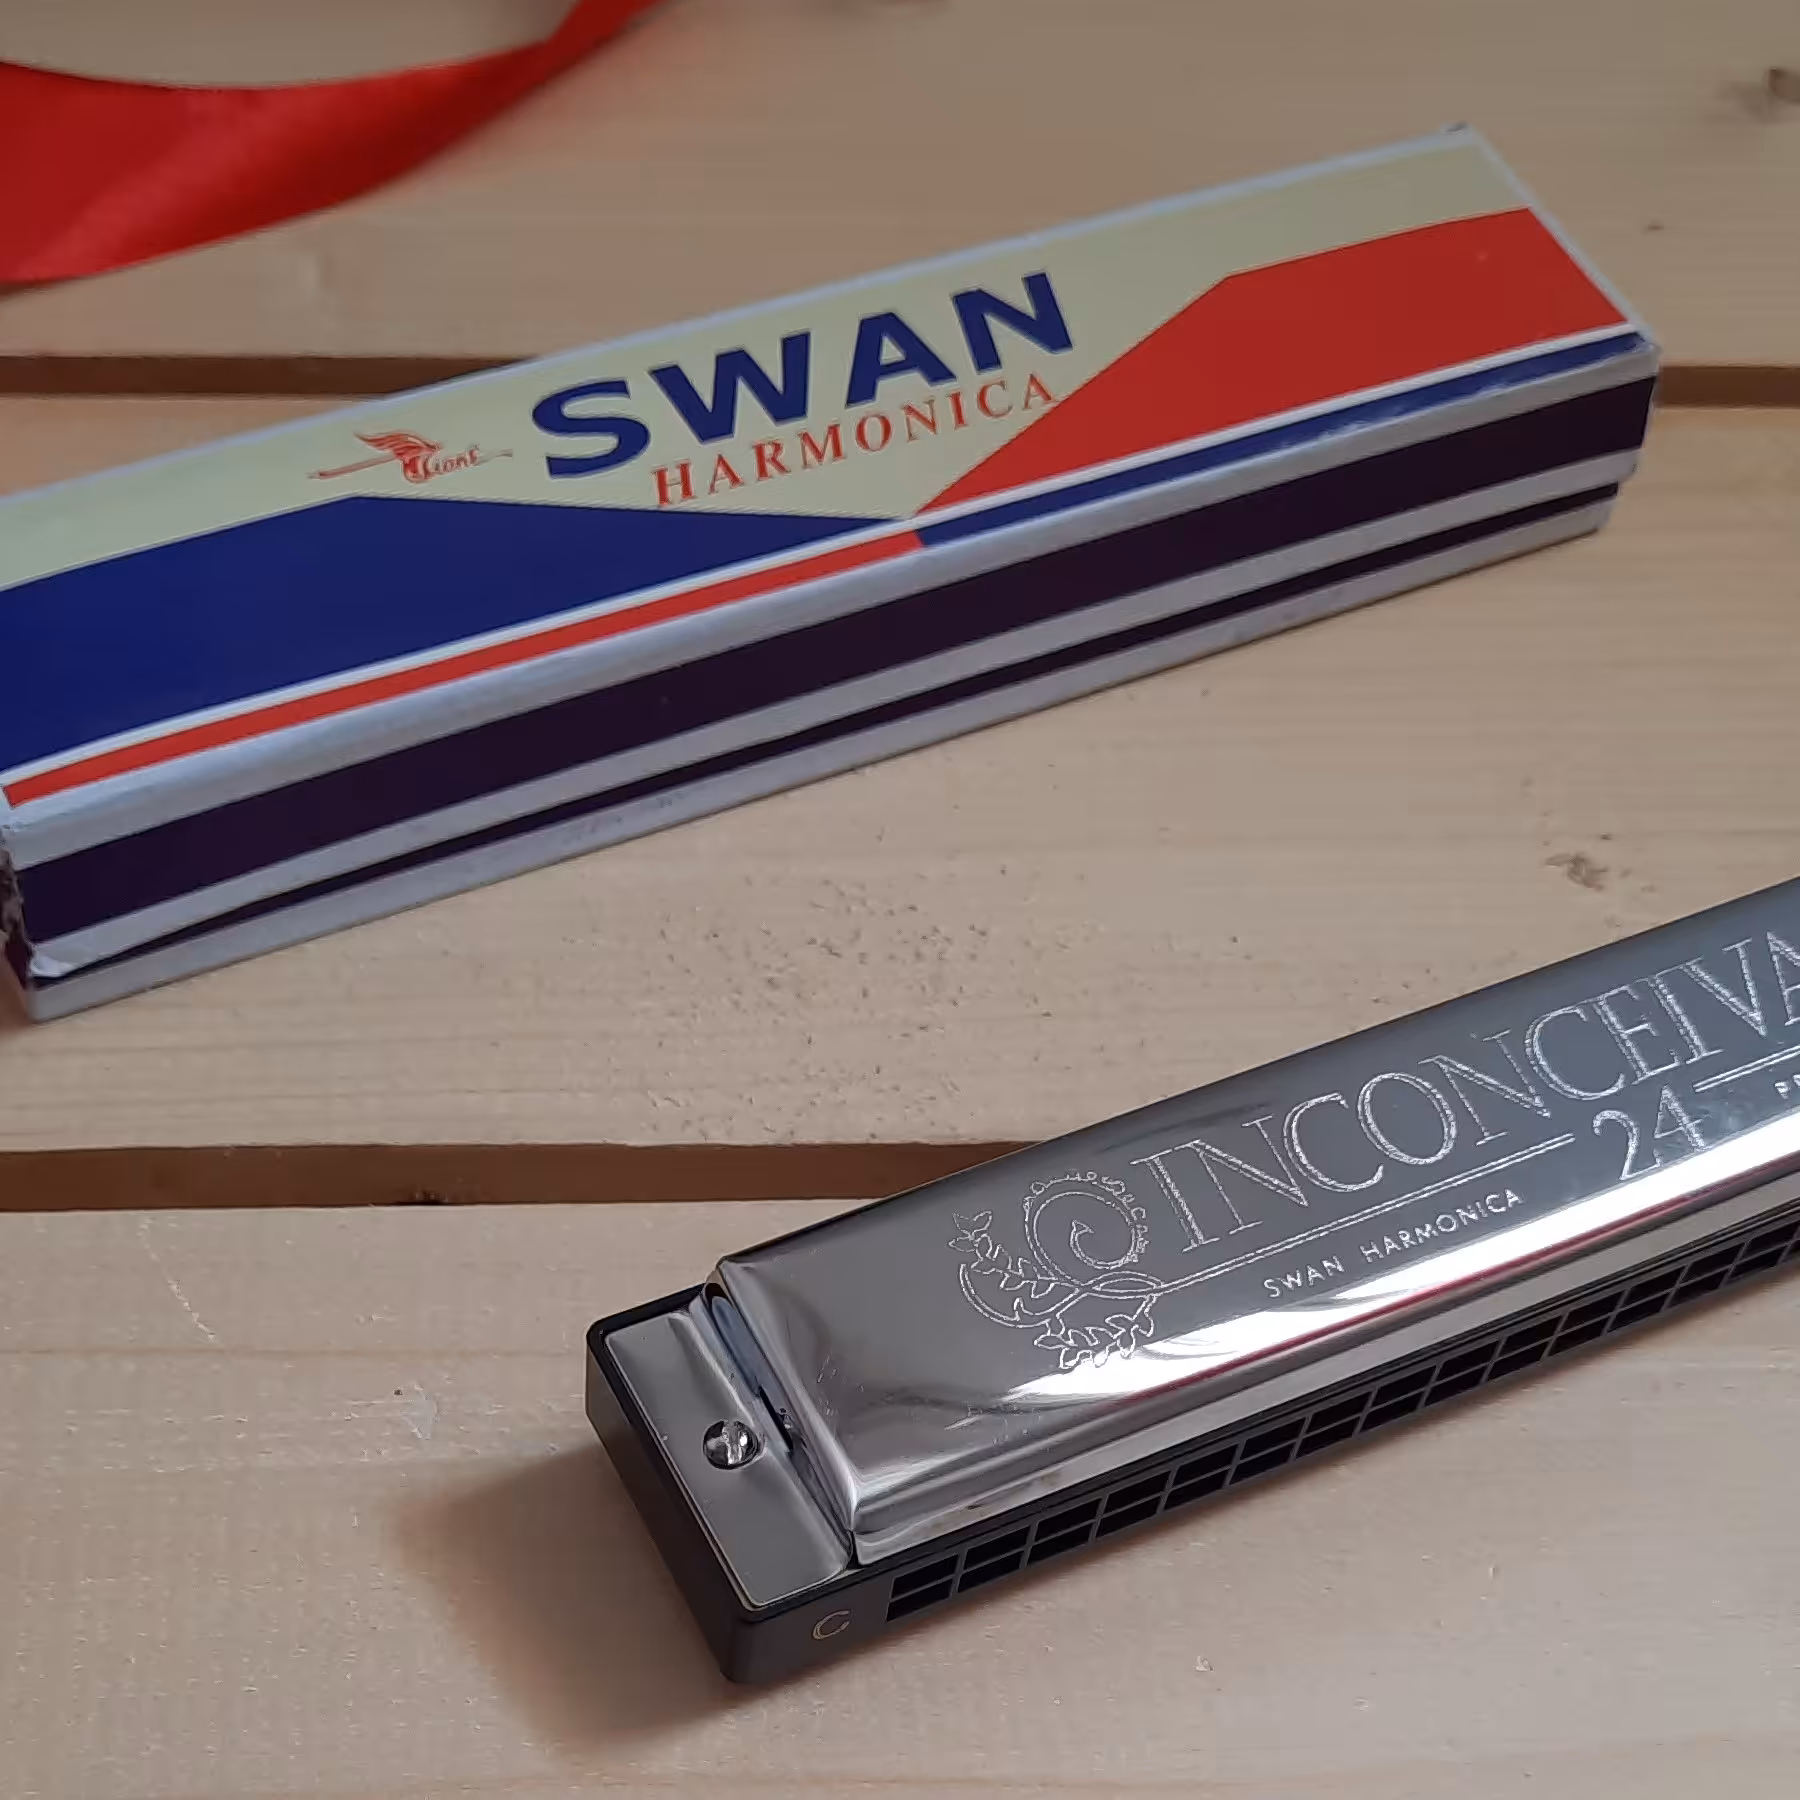 SWAN
HARMONICA
INCONCEIVA
24
SWAN HARMONICA
C